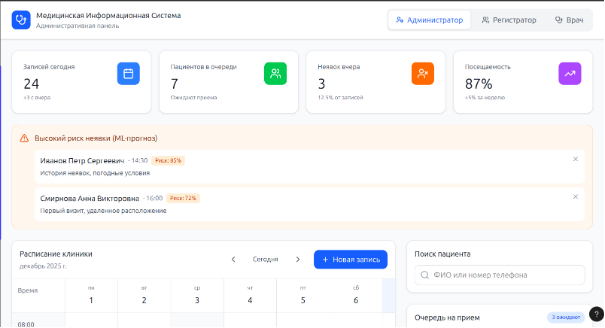 Медицинская Информационная Система
Административная панель
Администратор
Регистратор
Врач
Записей сегодня
24
+3 с вчера
Пациентов в очереди
7
Ожидают приема
Неявок вчера
3
12.5% от записей
Посещаемость
87%
+5% за неделю
Высокий риск неявки (ML-прогноз)
Иванов Петр Сергеевич - 14:30 Риск: 85%
История неявок, погодные условия
Смирнова Анна Викторовна - 16:00 Риск: 72%
Первый визит, удаленное расположение
Расписание клиники
декабрь 2025 г.
Сегодня
+ Новая запись
Время
пн
1
вт
2
ср
3
чт
4
пт
5
сб
6
08:00
Поиск пациента
ФИО или номер телефона
Очередь на прием
3 ожидают
?